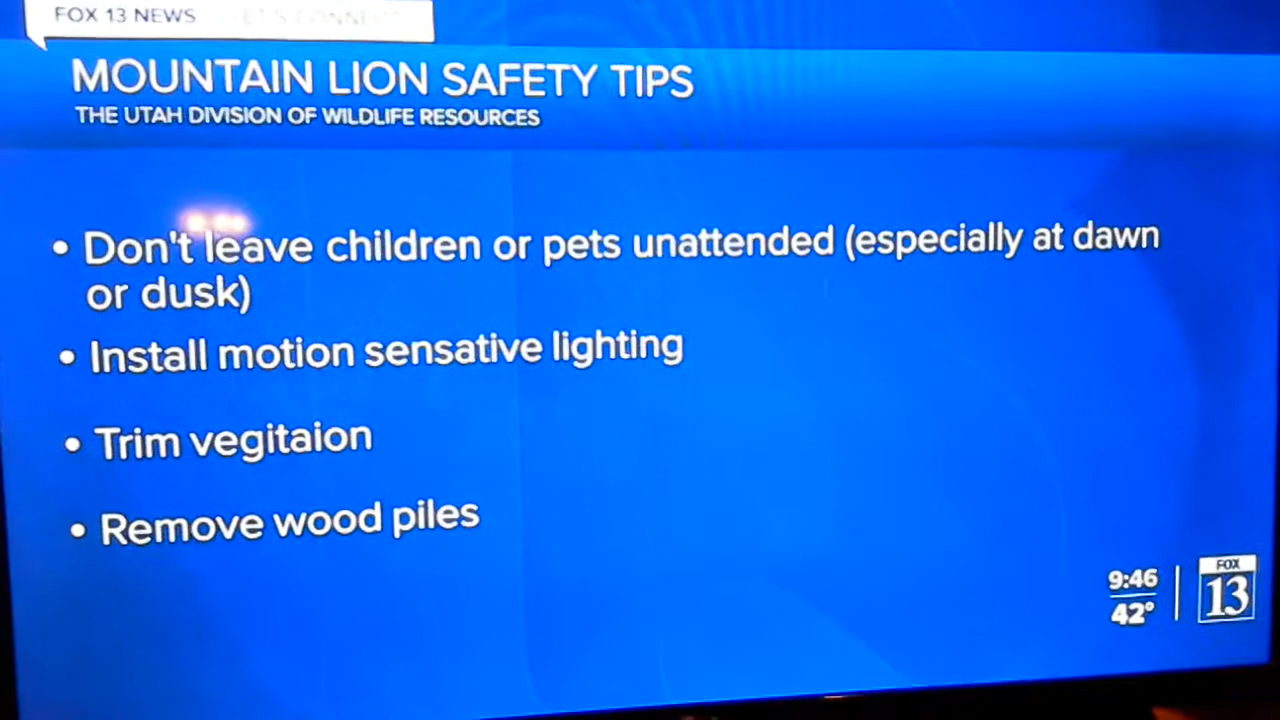 FOX 13 NEWS LET'S CONNECT
MOUNTAIN LION SAFETY TIPS
THE UTAH DIVISION OF WILDLIFE RESOURCES
• Don't leave children or pets unattended (especially at dawn
or dusk)
• Install motion sensative lighting
• Trim vegitaion
• Remove wood piles
9:46
42°
FOX
13